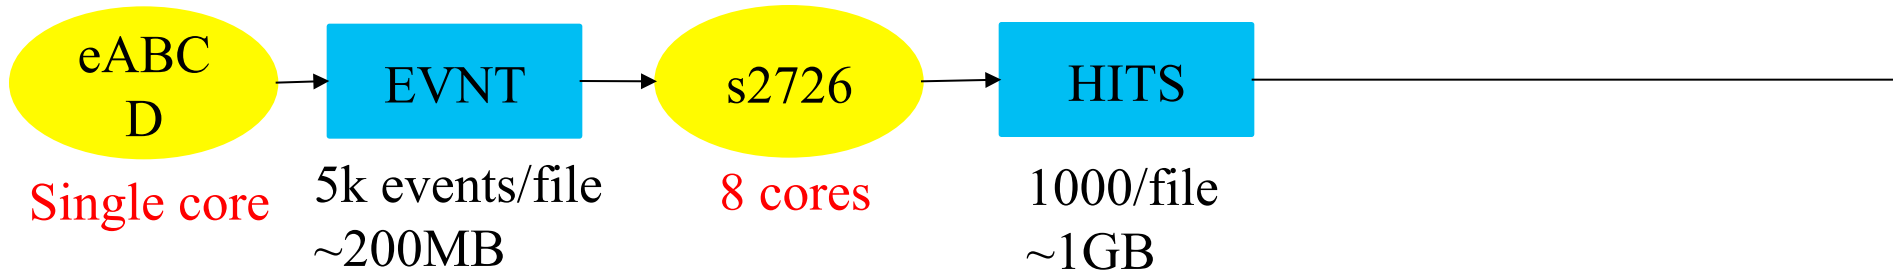 eABC
D
EVNT
s2726
HITS
Single core
5k events/file
~200MB
8 cores
1000/file
~1GB